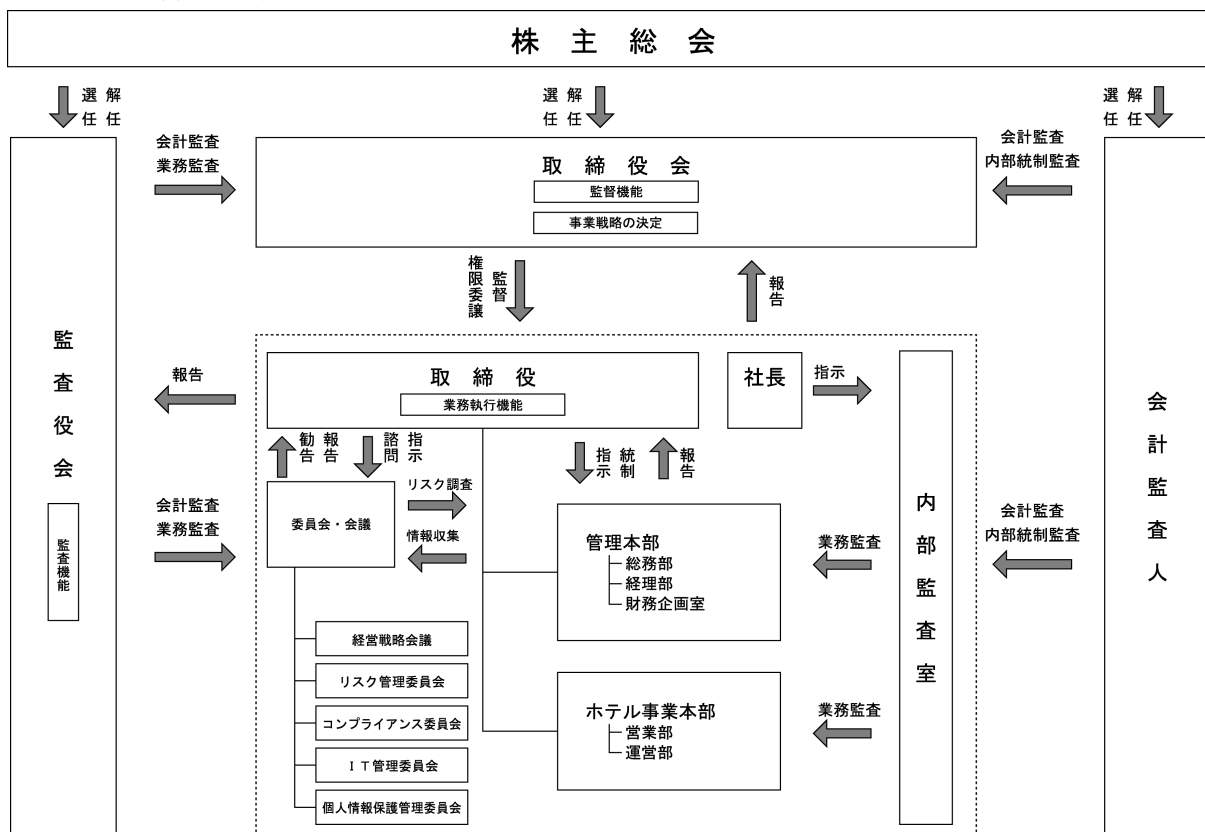 株主総会
選任
解任
選任
解任
選任
解任
会計監査
業務監査
取締役会
監督機能
事業戦略の決定
会計監査
内部統制監査
権限委譲
監督
報告
監査役会
監査機能
報告
取締役
業務執行機能
社長
指示
内部監査室
会計監査人
勧告
報告
諮問
指示
指示
統制
報告
会計監査
業務監査
委員会・会議
リスク調査
情報収集
管理本部
総務部
経理部
財務企画室
業務監査
会計監査
内部統制監査
経営戦略会議
リスク管理委員会
コンプライアンス委員会
IT管理委員会
個人情報保護管理委員会
ホテル事業本部
営業部
運営部
業務監査